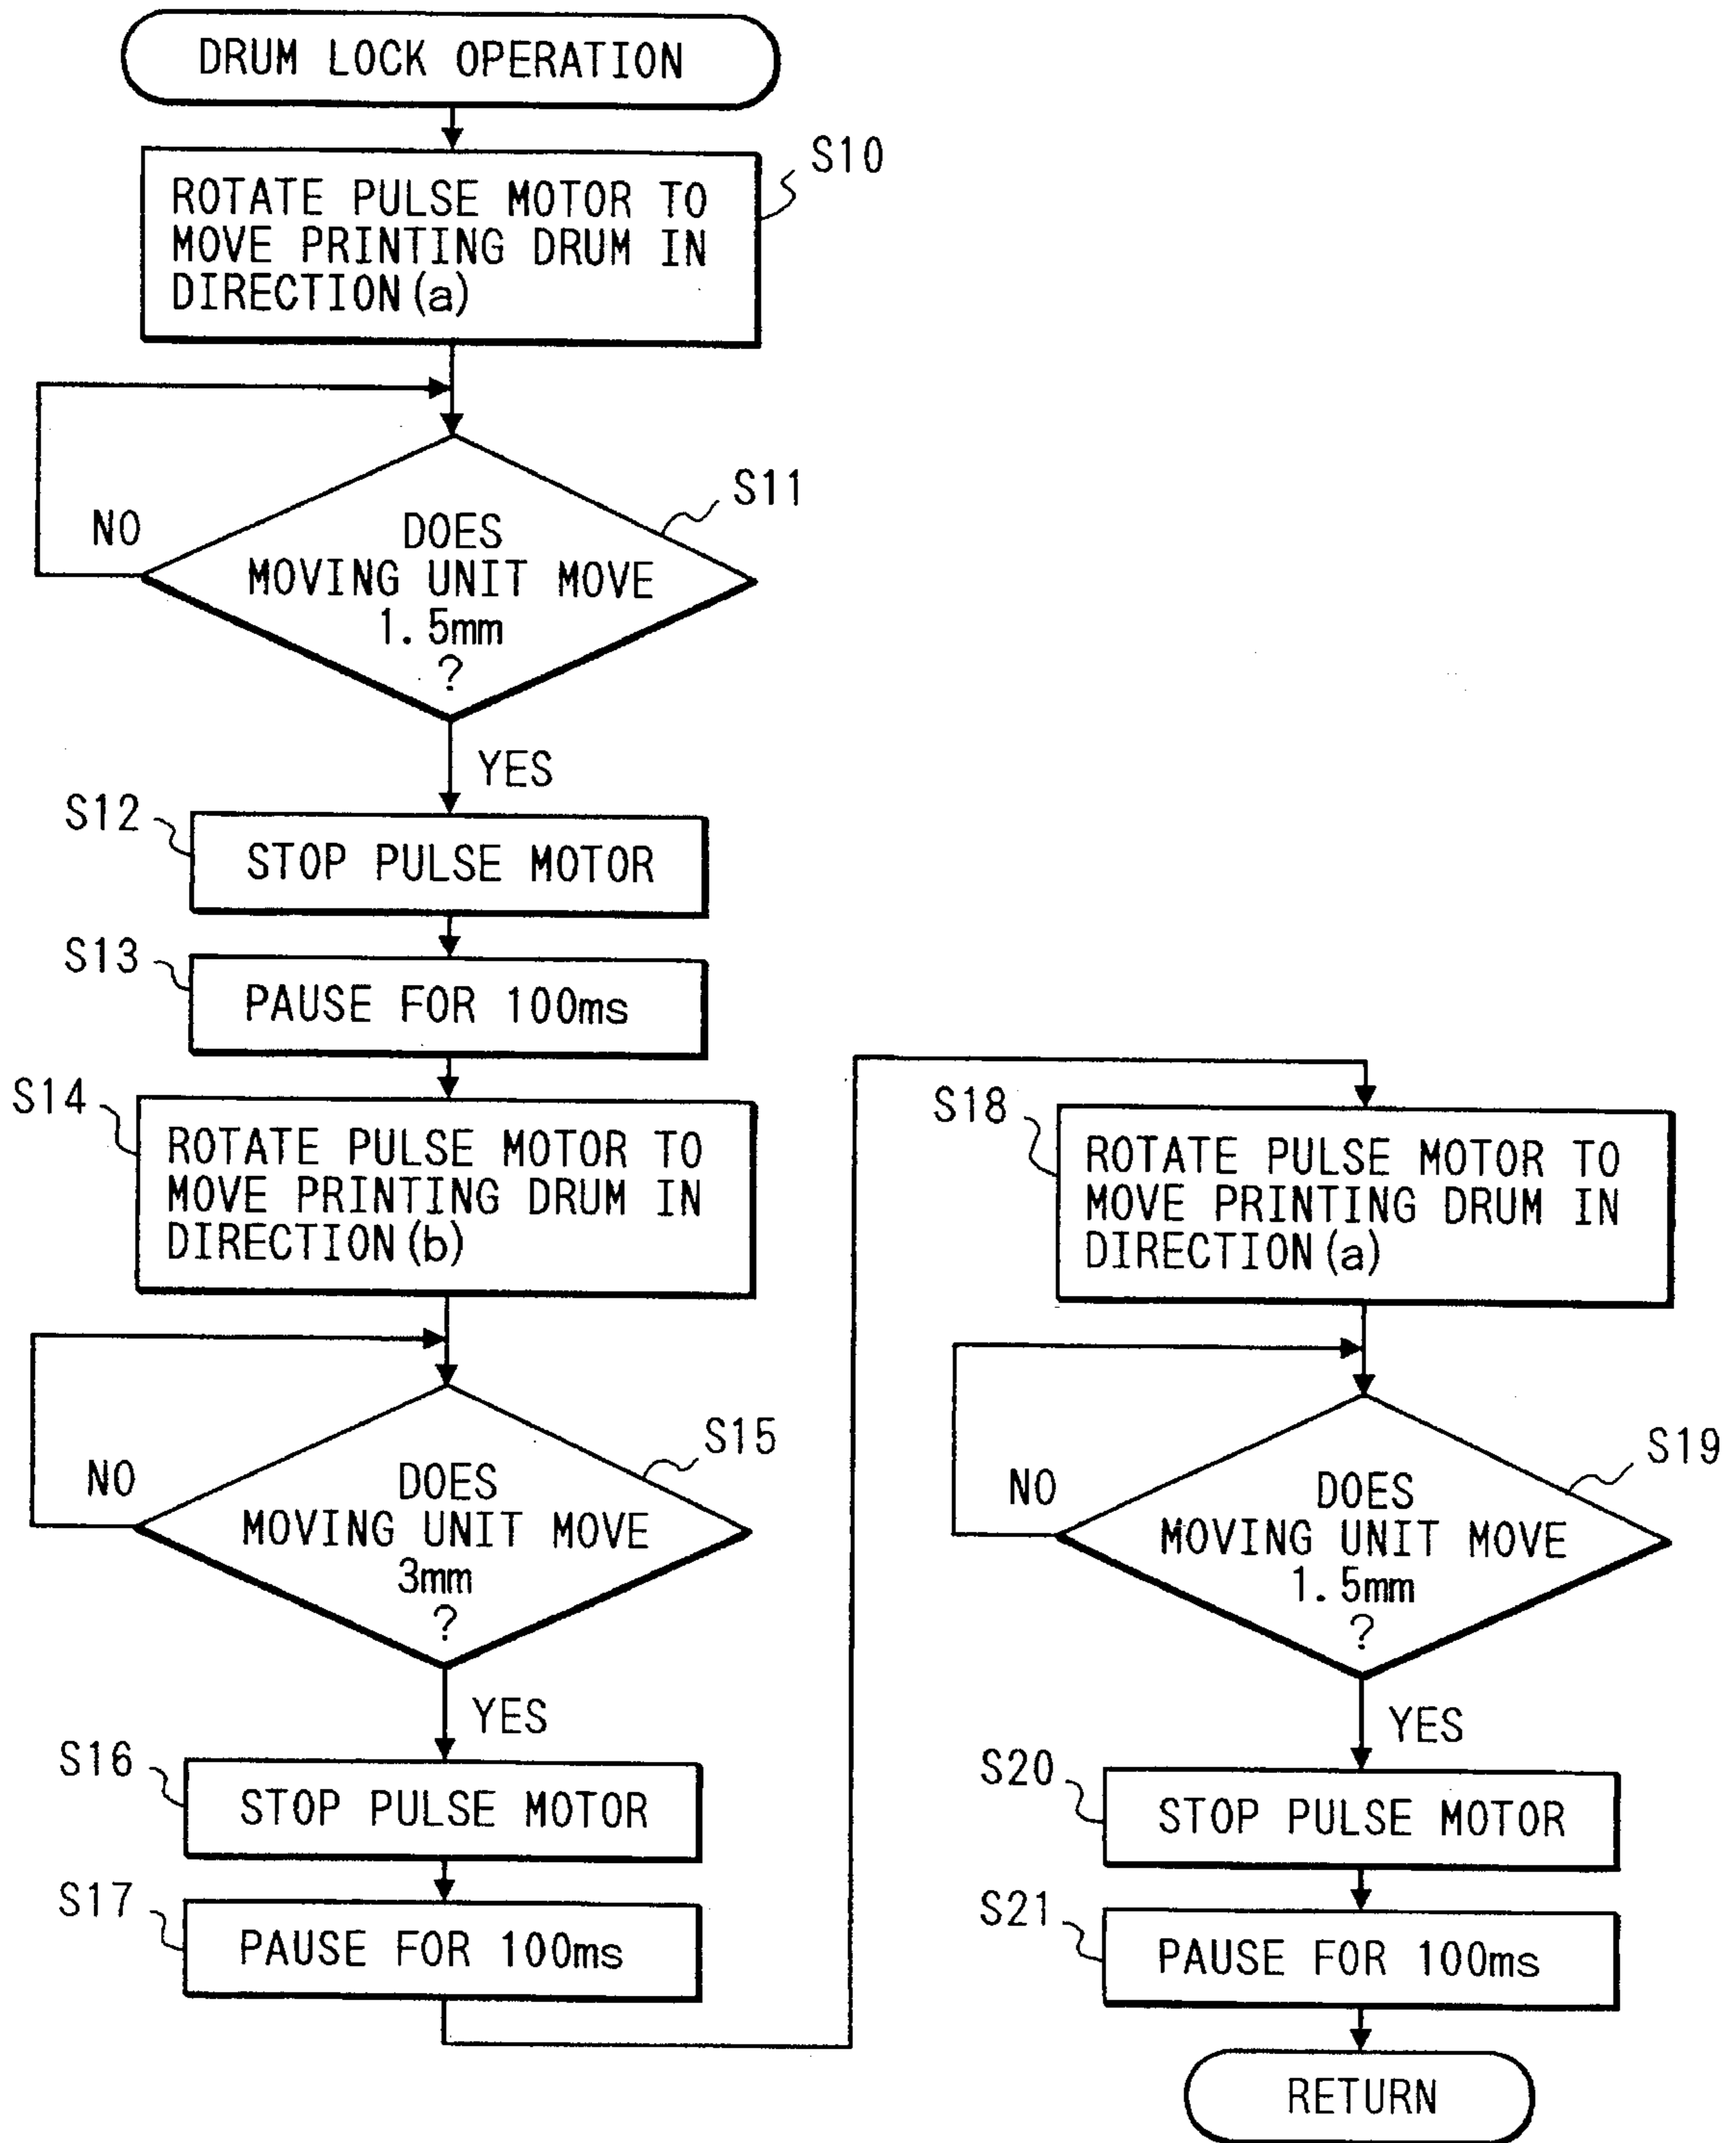 DRUM LOCK OPERATION
S10
ROTATE PULSE MOTOR TO
MOVE PRINTING DRUM IN
DIRECTION(a)
S11
NO
DOES
MOVING UNIT MOVE
1.5mm
?
YES
S12
STOP PULSE MOTOR
S13
PAUSE FOR 100ms
S14
ROTATE PULSE MOTOR TO
MOVE PRINTING DRUM IN
DIRECTION(b)
S15
NO
DOES
MOVING UNIT MOVE
3mm
?
YES
S16
STOP PULSE MOTOR
S17
PAUSE FOR 100ms
S18
ROTATE PULSE MOTOR TO
MOVE PRINTING DRUM IN
DIRECTION(a)
S19
NO
DOES
MOVING UNIT MOVE
1.5mm
?
YES
S20
STOP PULSE MOTOR
S21
PAUSE FOR 100ms
RETURN